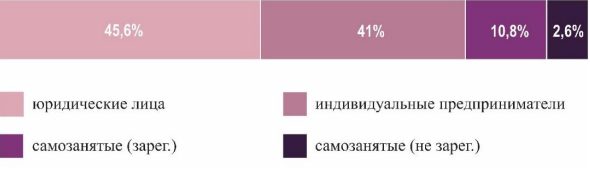 45,6% 41% 10,8% 2,6%
юридические лица индивидуальные предприниматели
самозанятые (зарег.) самозанятые (не зарег.)